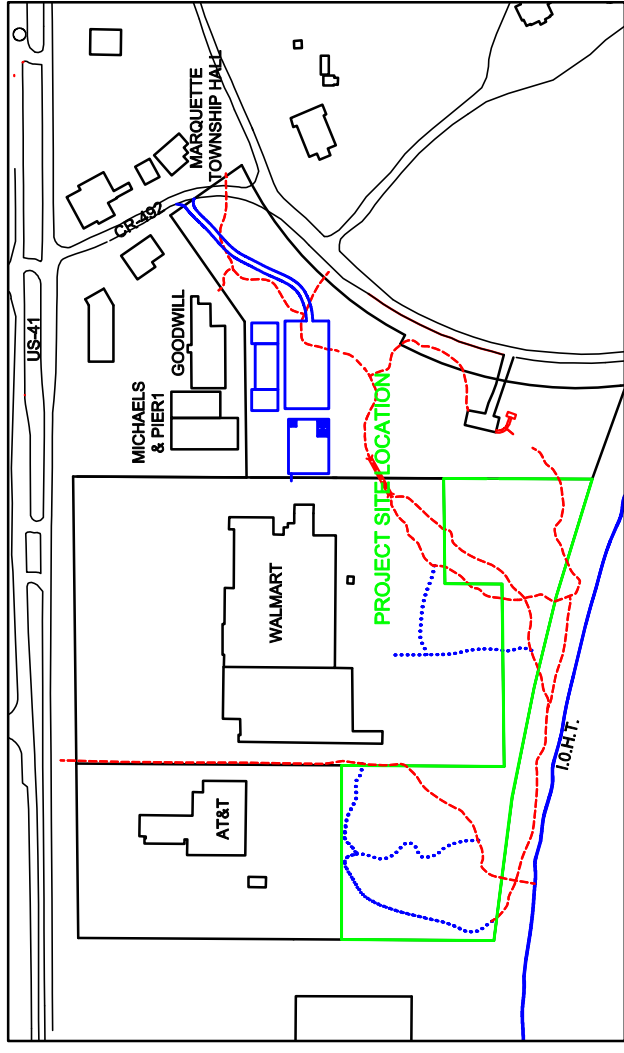 US-41
CR-492
MARQUETTE
TOWNSHIP HALL
MICHAELS
& PIER1
GOODWILL
PROJECT SITE LOCATION
WALMART
AT&T
I.O.H.T.